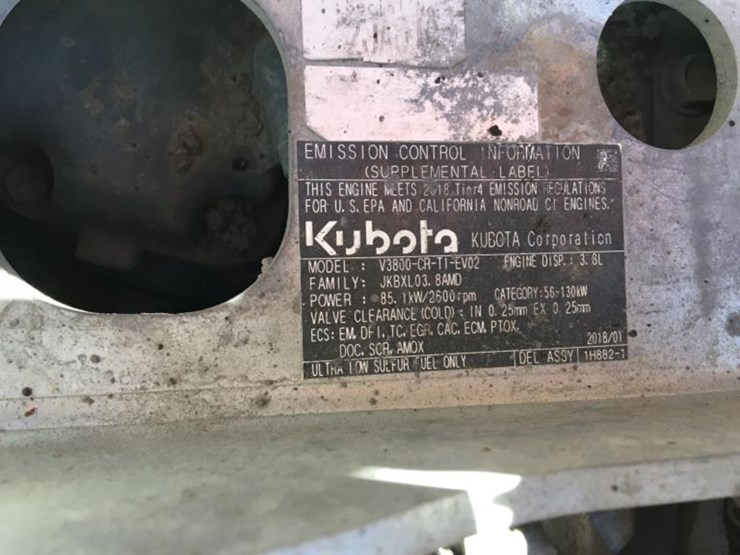 Special No
EMISSION CONTROL INFORMATION
(SUPPLEMENTAL LABEL)
THIS ENGINE MEETS 2018 Tier4 EMISSION REGULATIONS
FOR U.S. EPA AND CALIFORNIA NONROAD CI ENGINES.
Kubota KUBOTA Corporation
MODEL : V3800-CR-TI-EV02 ENGINE DISP.: 3.8L
FAMILY: JKBXL03.8AMD
POWER : 85.1kW/2600rpm CATEGORY:56-130kW
VALVE CLEARANCE (COLD): IN 0.25mm EX 0.25mm
ECS: EM, DFI, TC, EGR, CAC, ECM, PTOX,
DOC, SCR, AMOX 2018/01
ULTRA LOW SULFUR FUEL ONLY DEL ASSY 1H882-1